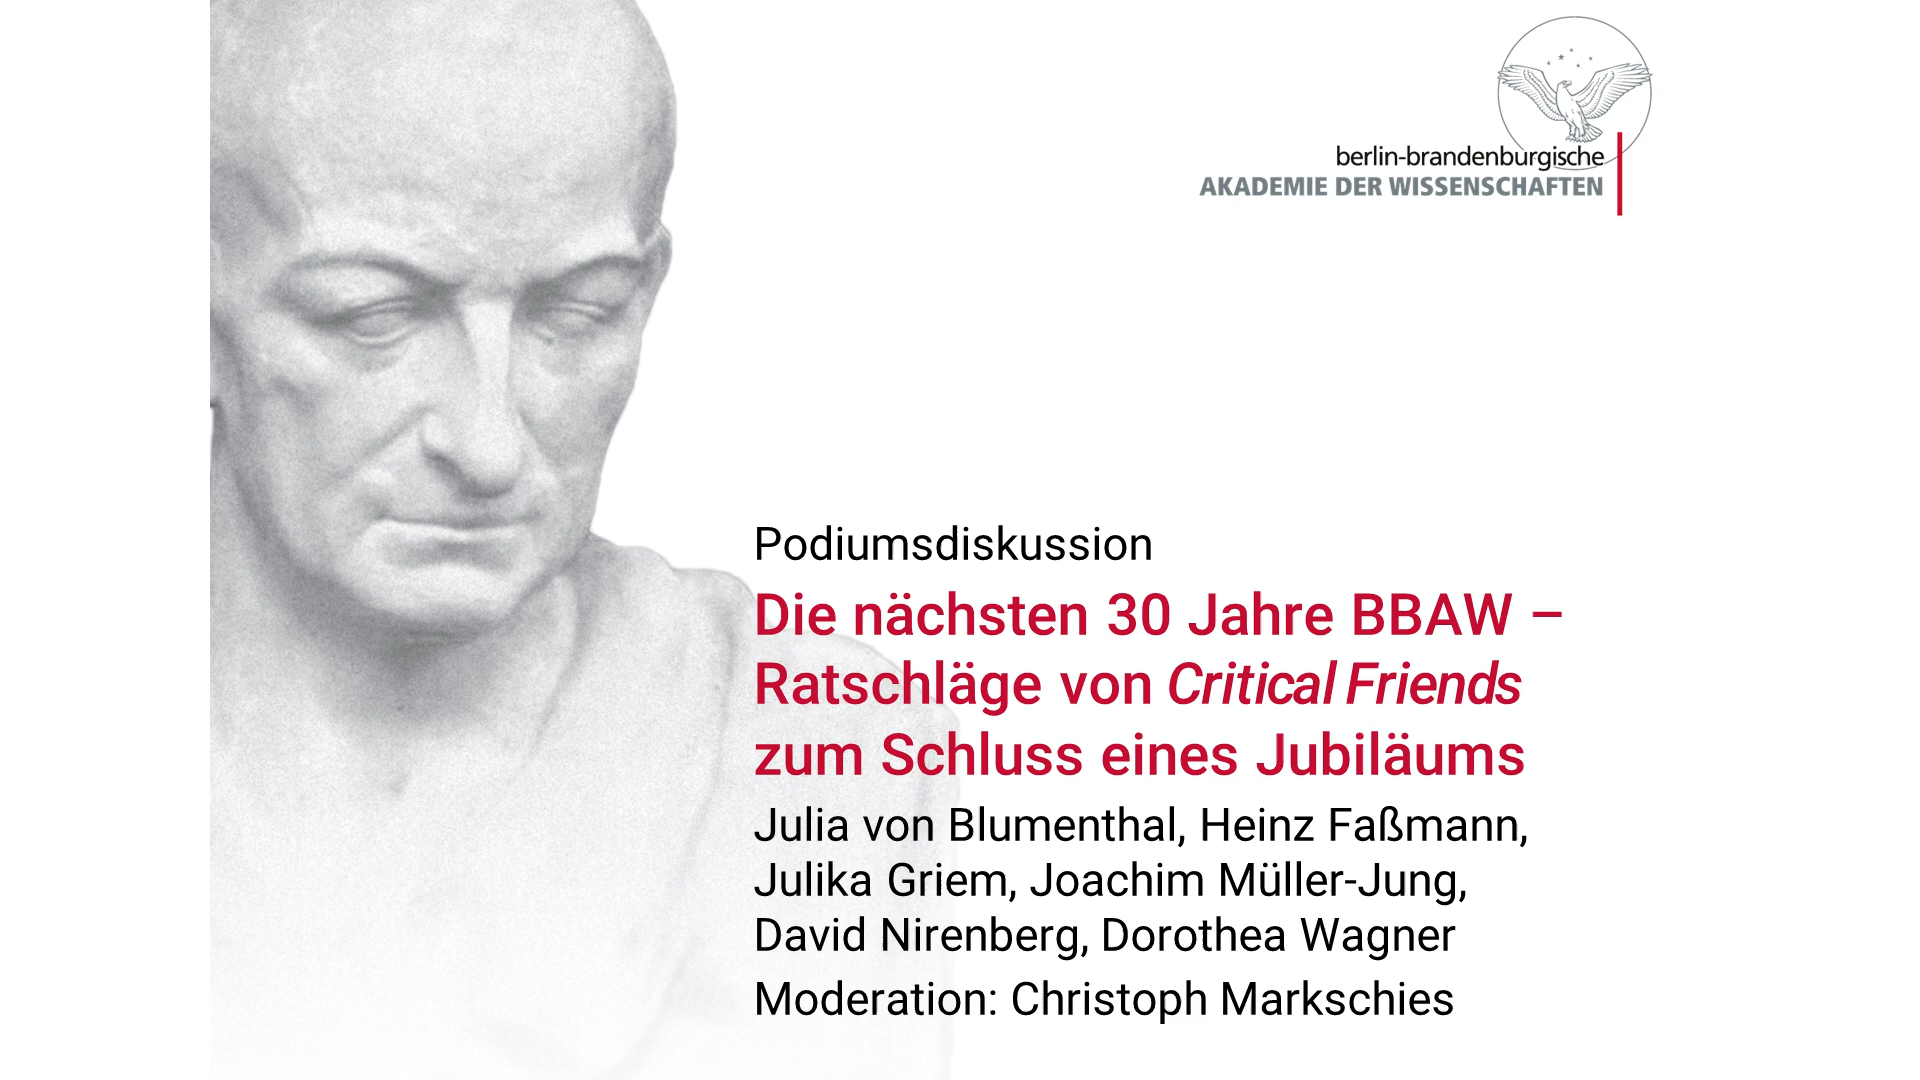 berlin-brandenburgische
AKADEMIE DER WISSENSCHAFTEN
Podiumsdiskussion
Die nächsten 30 Jahre BBAW –
Ratschläge von Critical Friends
zum Schluss eines Jubiläums
Julia von Blumenthal, Heinz Faßmann,
Julika Griem, Joachim Müller-Jung,
David Nirenberg, Dorothea Wagner
Moderation: Christoph Markschies